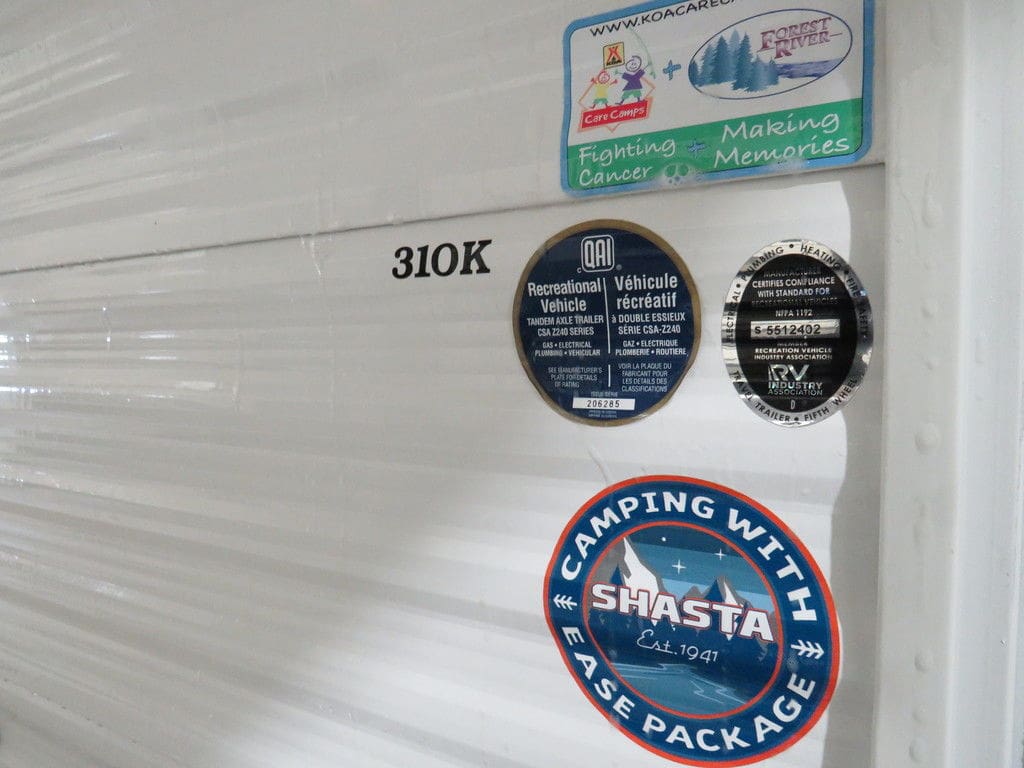 WWW.KOACARE
FOREST
RIVER
+
Care Camps
Fighting + Making
Cancer Memories
310K
QAI
Recreational
Vehicle
TANDEM AXLE TRAILER
CSA Z240 SERIES
GAS • ELECTRICAL
PLUMBING • VEHICULAR
SEE MANUFACTURER'S
PLATE FOR DETAILS
OF RATING
Véhicule
récréatif
à DOUBLE ESSIEUX
SÉRIE CSA-Z240
GAZ • ELECTRIQUE
PLOMBERIE • ROUTIERE
VOIR LA PLAQUE DU
FABRICANT POUR
LES DETAILS DES
CLASSIFICATIONS
206285
ELECTRICAL • PLUMBING • HEATING • FIRE SAFETY
MANUFACTURER
CERTIFIES COMPLIANCE
WITH STANDARD FOR
RECREATIONAL VEHICLES
NFPA 1192
S 5512402
MEMBER
RECREATION VEHICLE
INDUSTRY ASSOCIATION
RV
INDUSTRY
ASSOCIATION
D
TRAVEL TRAILER • FIFTH WHEEL
CAMPING WITH
SHASTA
Est. 1941
EASE PACKAGE